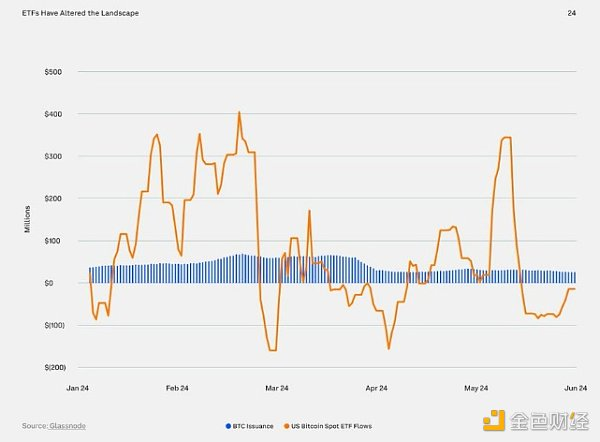 ETFs Have Altered the Landscape
24
$500
$400
$300
$200
$100
$0
$(100)
$(200)
Millions
Jan 24
Feb 24
Mar 24
Apr 24
May 24
Jun 24
Source: Glassnode
BTC Issuance
US Bitcoin Spot ETF Flows
金色财经